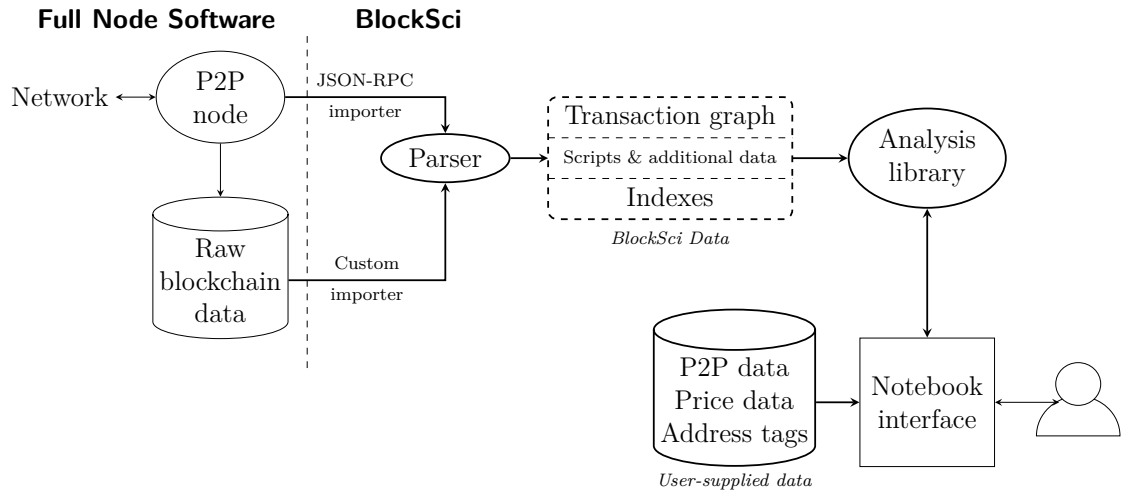 Full Node Software
BlockSci
Network
P2P
node
JSON-RPC
importer
Parser
Transaction graph
Scripts & additional data
Indexes
BlockSci Data
Analysis
library
Raw
blockchain
data
Custom
importer
P2P data
Price data
Address tags
User-supplied data
Notebook
interface